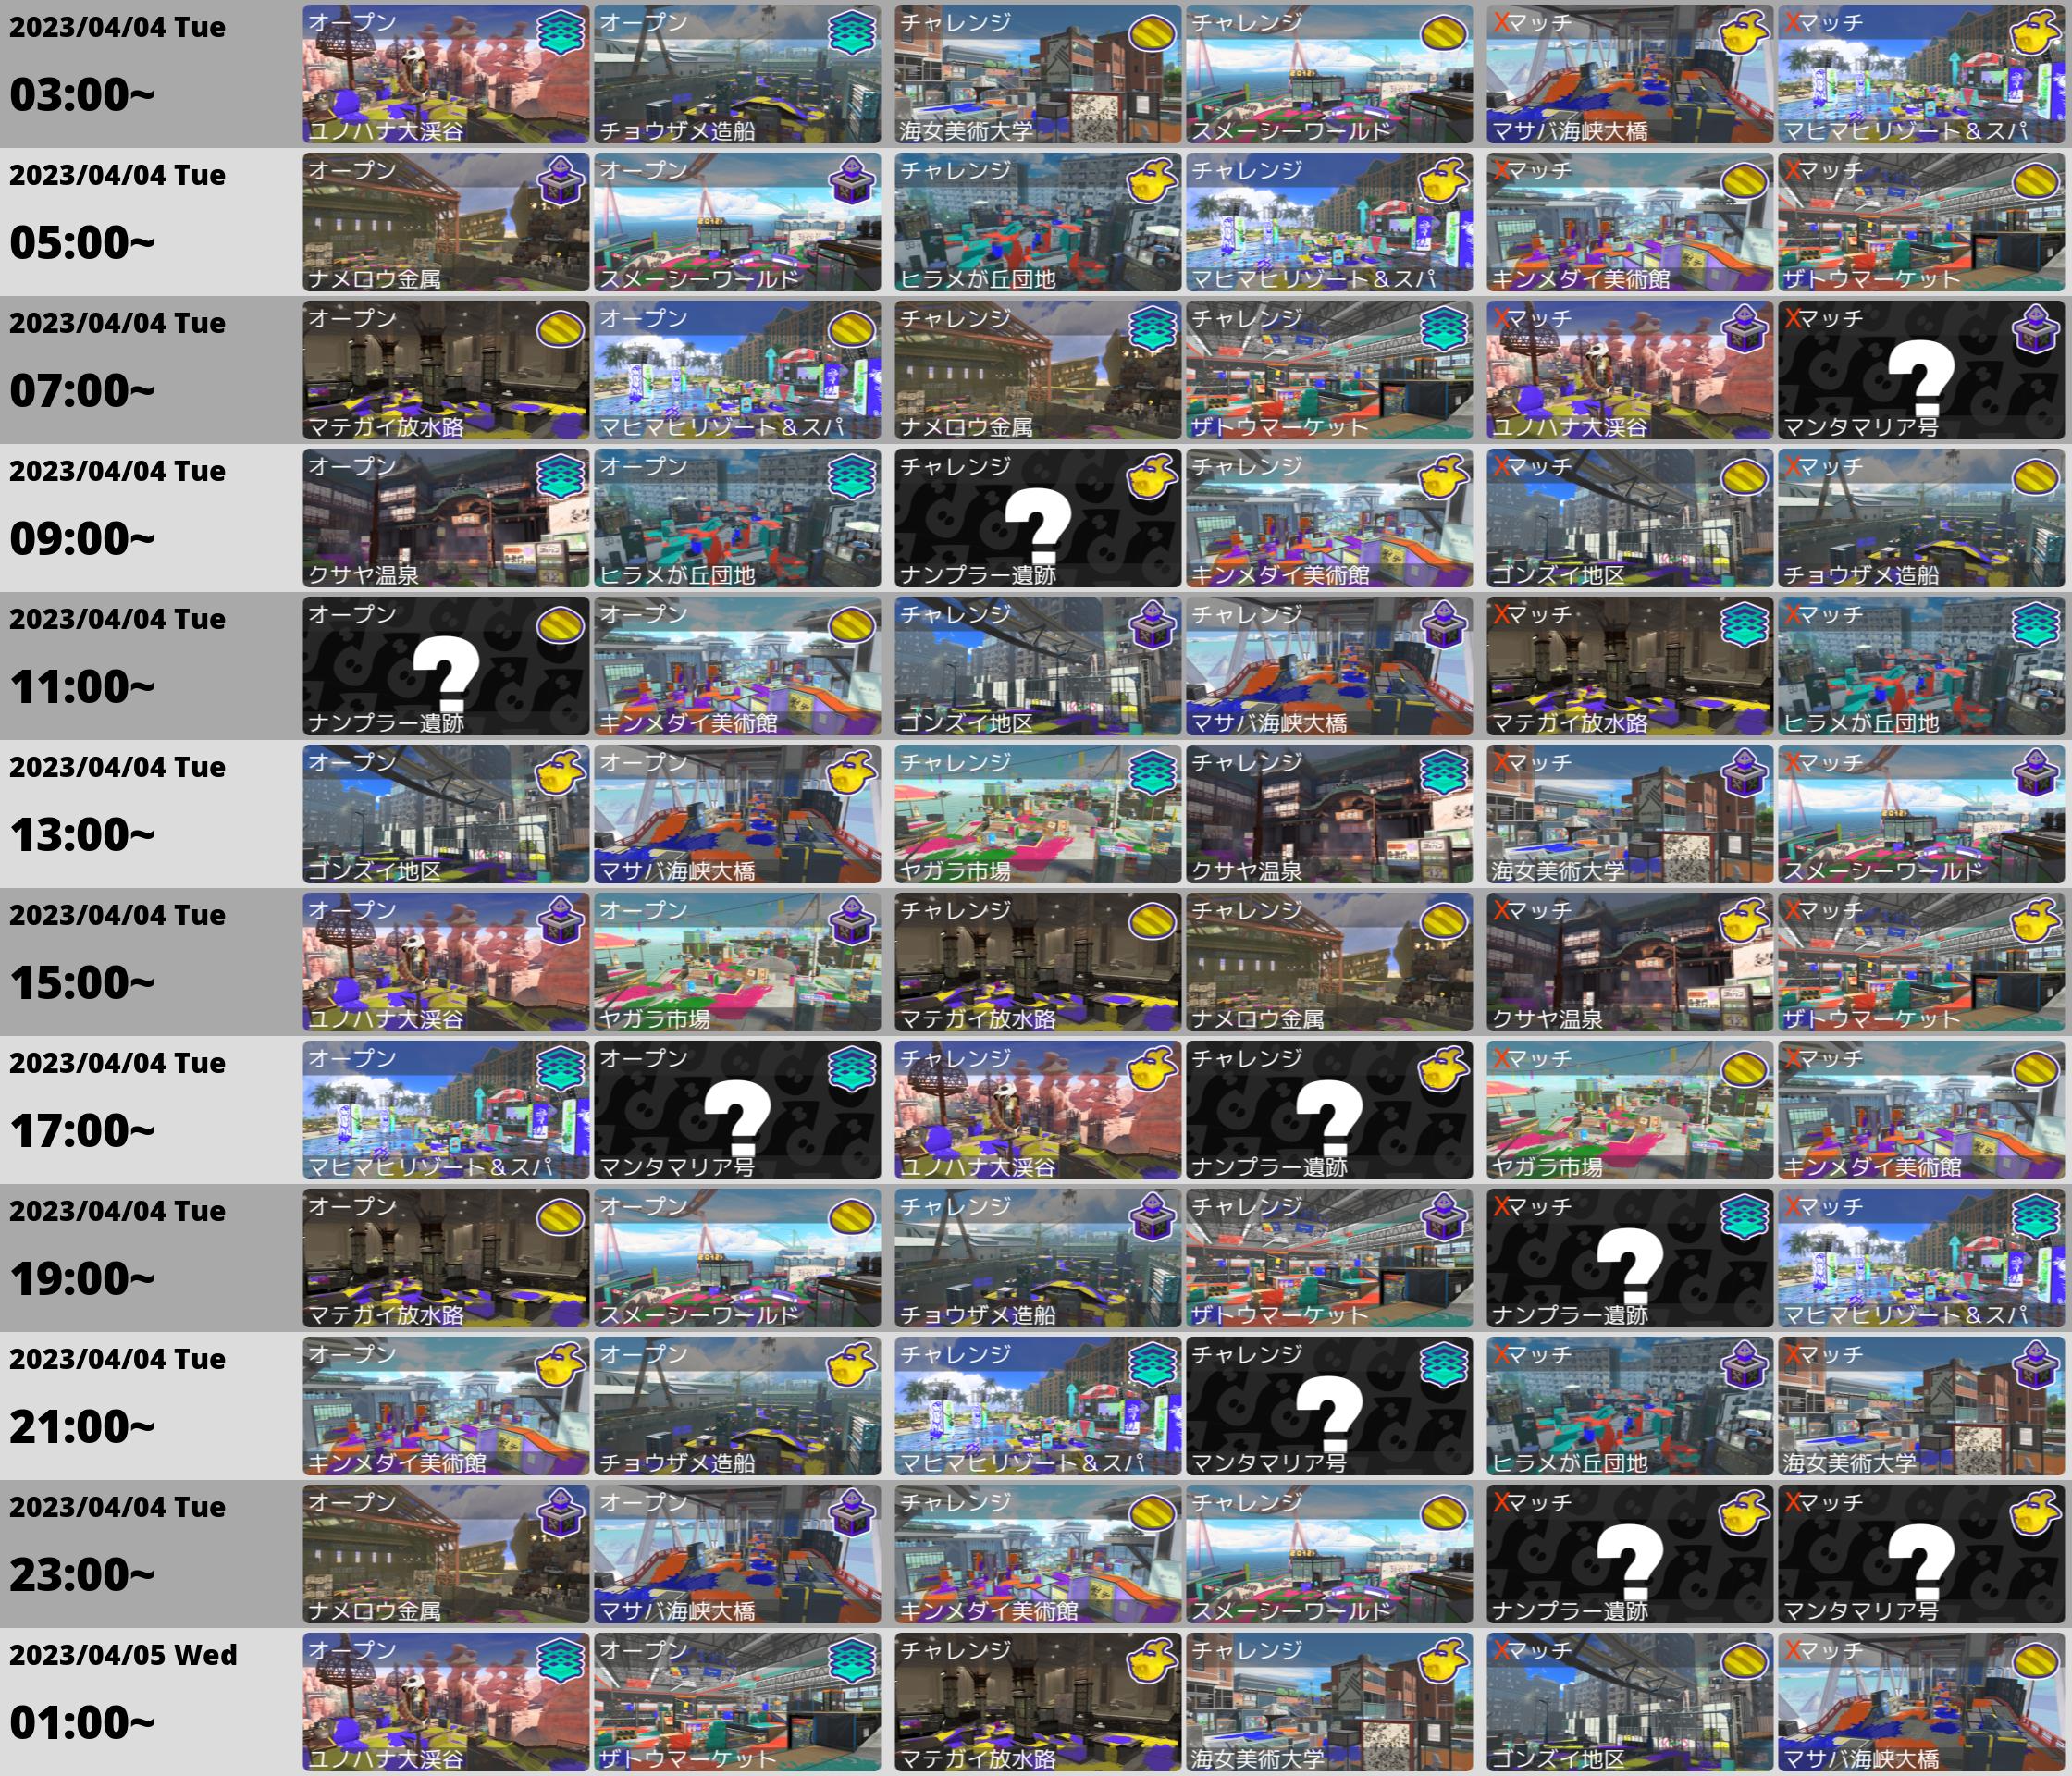 2023/04/04 Tue
03:00~
オープン オープン チャレンジ チャレンジ Xマッチ Xマッチ
ユノハナ大渓谷 チョウザメ造船 海女美術大学 スメーシーワールド マサバ海峡大橋 マヒマヒリゾート＆スパ
2023/04/04 Tue
05:00~
オープン オープン チャレンジ チャレンジ Xマッチ Xマッチ
ナメロウ金属 スメーシーワールド ヒラメが丘団地 マヒマヒリゾート＆スパ キンメダイ美術館 ザトウマーケット
2023/04/04 Tue
07:00~
オープン オープン チャレンジ チャレンジ Xマッチ Xマッチ
マテガイ放水路 マヒマヒリゾート＆スパ ナメロウ金属 ザトウマーケット ユノハナ大渓谷 マンタマリア号
2023/04/04 Tue
09:00~
オープン オープン チャレンジ チャレンジ Xマッチ Xマッチ
クサヤ温泉 ヒラメが丘団地 ナンプラー遺跡 キンメダイ美術館 ゴンズイ地区 チョウザメ造船
2023/04/04 Tue
11:00~
オープン オープン チャレンジ チャレンジ Xマッチ Xマッチ
ナンプラー遺跡 キンメダイ美術館 ゴンズイ地区 マサバ海峡大橋 マテガイ放水路 ヒラメが丘団地
2023/04/04 Tue
13:00~
オープン オープン チャレンジ チャレンジ Xマッチ Xマッチ
ゴンズイ地区 マサバ海峡大橋 ヤガラ市場 クサヤ温泉 海女美術大学 スメーシーワールド
2023/04/04 Tue
15:00~
オープン オープン チャレンジ チャレンジ Xマッチ Xマッチ
ユノハナ大渓谷 ヤガラ市場 マテガイ放水路 ナメロウ金属 クサヤ温泉 ザトウマーケット
2023/04/04 Tue
17:00~
オープン オープン チャレンジ チャレンジ Xマッチ Xマッチ
マヒマヒリゾート＆スパ マンタマリア号 ユノハナ大渓谷 ナンプラー遺跡 ヤガラ市場 キンメダイ美術館
2023/04/04 Tue
19:00~
オープン オープン チャレンジ チャレンジ Xマッチ Xマッチ
マテガイ放水路 スメーシーワールド チョウザメ造船 ザトウマーケット ナンプラー遺跡 マヒマヒリゾート＆スパ
2023/04/04 Tue
21:00~
オープン オープン チャレンジ チャレンジ Xマッチ Xマッチ
キンメダイ美術館 チョウザメ造船 マヒマヒリゾート＆スパ マンタマリア号 ヒラメが丘団地 海女美術大学
2023/04/04 Tue
23:00~
オープン オープン チャレンジ チャレンジ Xマッチ Xマッチ
ナメロウ金属 マサバ海峡大橋 キンメダイ美術館 スメーシーワールド ナンプラー遺跡 マンタマリア号
2023/04/05 Wed
01:00~
オープン オープン チャレンジ チャレンジ Xマッチ Xマッチ
ユノハナ大渓谷 ザトウマーケット マテガイ放水路 海女美術大学 ゴンズイ地区 マサバ海峡大橋